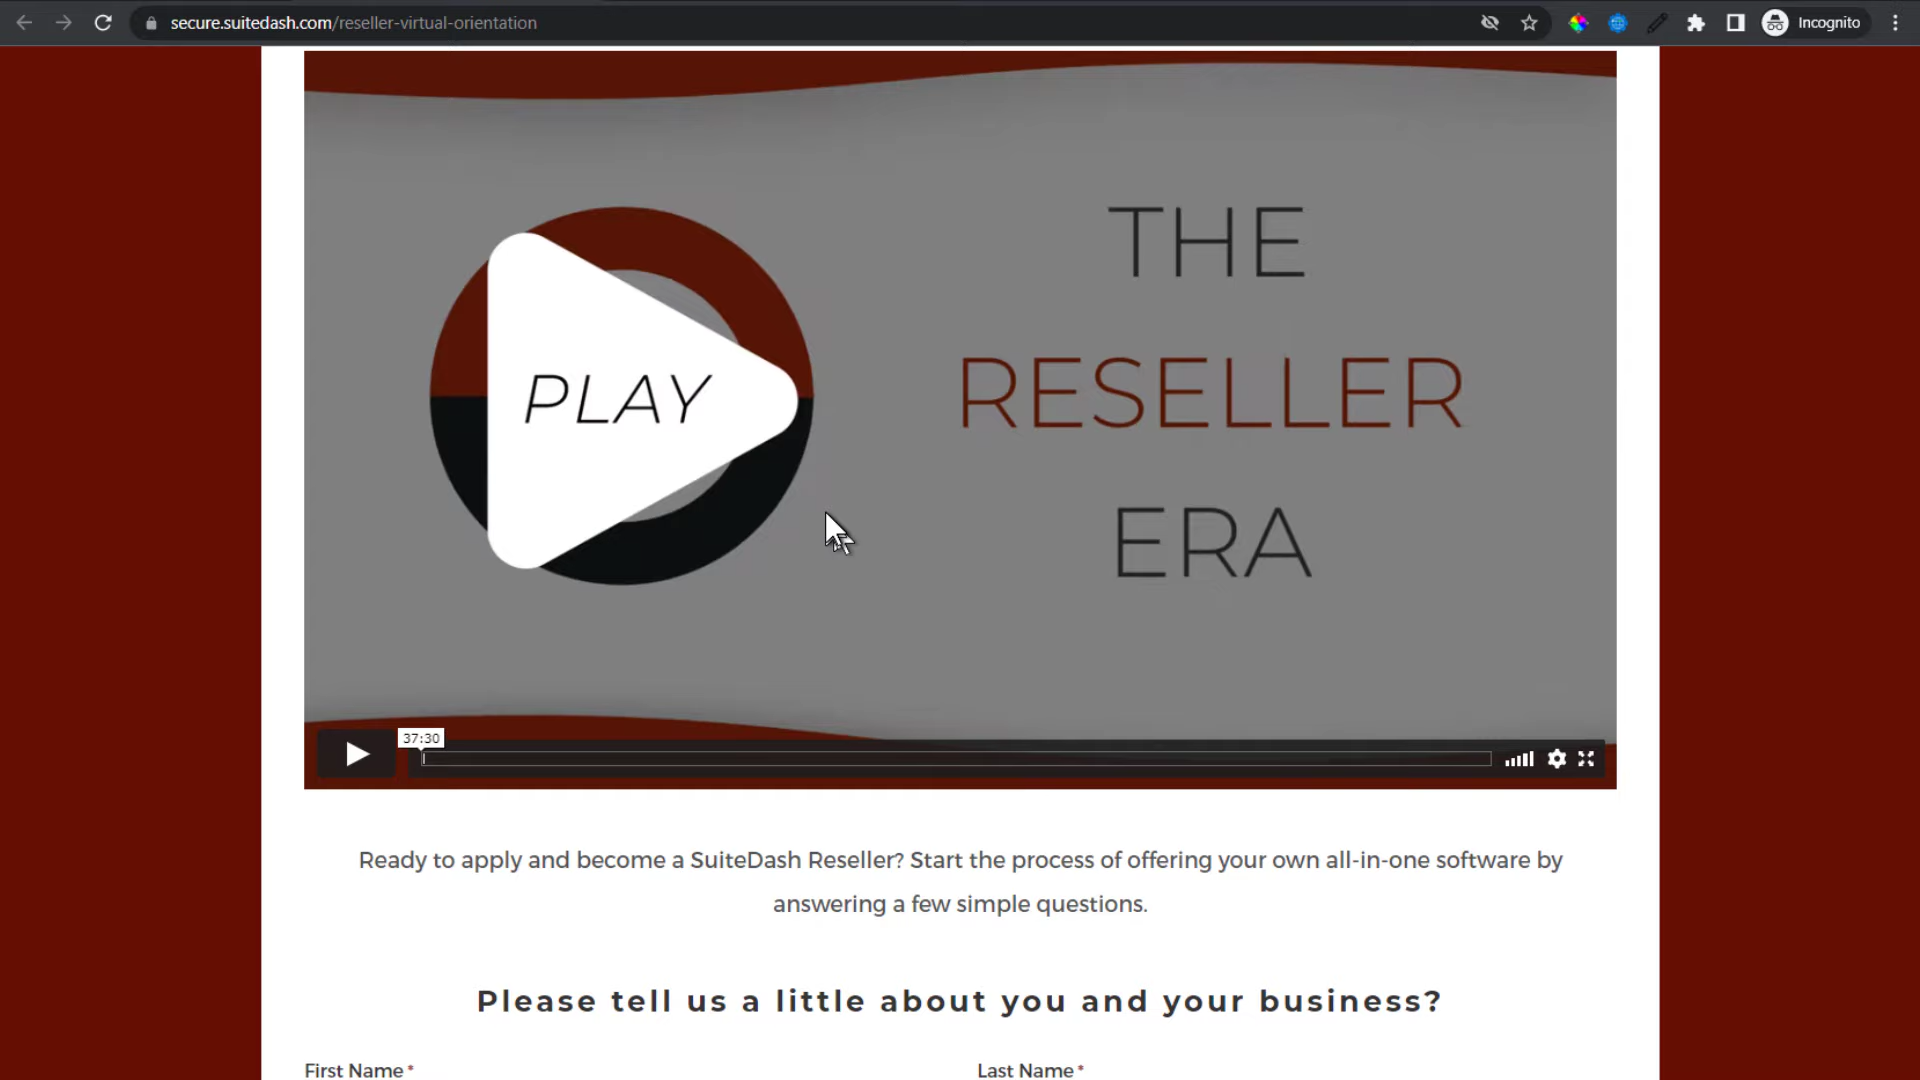 secure.suitedash.com/reseller-virtual-orientation
Incognito
THE
RESELLER
ERA
PLAY
37:30
Ready to apply and become a SuiteDash Reseller? Start the process of offering your own all-in-one software by
answering a few simple questions.
Please tell us a little about you and your business?
First Name *
Last Name *